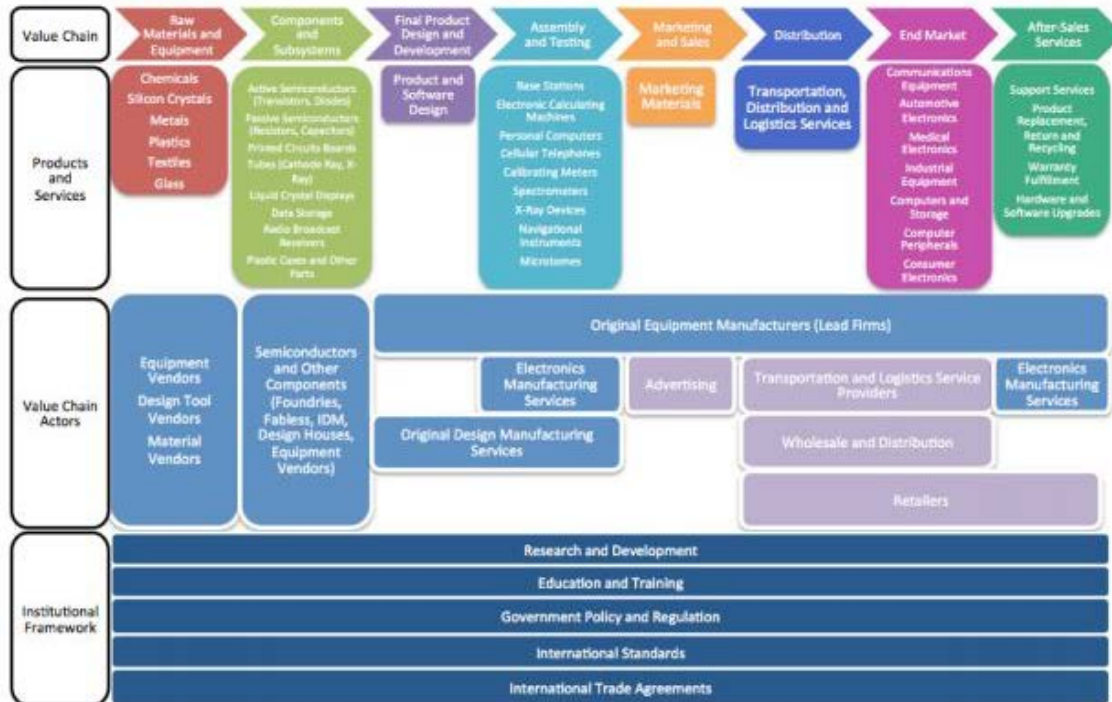 Value Chain
Raw
Materials and
Equipment
Components
and
Subsystems
Final Product
Design and
Development
Assembly
and Testing
Marketing
and Sales
Distribution
End Market
After-Sales
Services
Products
and
Services
Chemicals
Silicon Crystals
Metals
Plastics
Textiles
Glass
Active Semiconductors
(Transistors, Diodes)
Passive Semiconductors
(Resistors, Capacitors)
Printed Circuits Boards
Tubes (Cathode Ray, X-
Ray)
Liquid Crystal Displays
Data Storage
Radio Broadcast
Receivers
Plastic Cases and Other
Parts
Product and
Software
Design
Base Stations
Electronic Calculating
Machines
Personal Computers
Cellular Telephones
Calibrating Meters
Spectrometers
X-Ray Devices
Navigational
Instruments
Microtomes
Marketing
Materials
Transportation,
Distribution and
Logistics Services
Communications
Equipment
Automotive
Electronics
Medical
Electronics
Industrial
Equipment
Computers and
Storage
Computer
Peripherals
Consumer
Electronics
Support Services
Product
Replacement,
Return and
Recycling
Warranty
Fulfillment
Hardware and
Software Upgrades
Value Chain
Actors
Equipment
Vendors
Design Tool
Vendors
Material
Vendors
Semiconductors
and Other
Components
(Foundries,
Fabless, IDM,
Design Houses,
Equipment
Vendors)
Original Equipment Manufacturers (Lead Firms)
Electronics
Manufacturing
Services
Advertising
Transportation and Logistics Service
Providers
Electronics
Manufacturing
Services
Original Design Manufacturing
Services
Wholesale and Distribution
Retailers
Institutional
Framework
Research and Development
Education and Training
Government Policy and Regulation
International Standards
International Trade Agreements